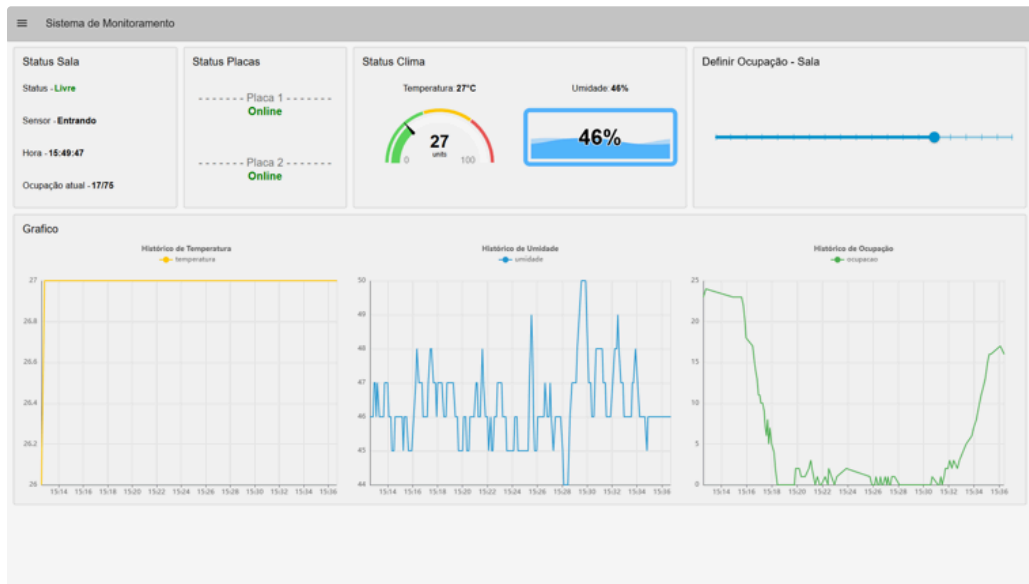 Sistema de Monitoramento
Status Sala
Status - Livre
Sensor - Entrando
Hora - 15:49:47
Ocupação atual - 17/75
Status Placas
------- Placa 1 -------
Online
------- Placa 2 -------
Online
Status Clima
Temperatura: 27°C
27
units
0 100
Umidade: 46%
46%
Definir Ocupação - Sala
Grafico
Histórico de Temperatura
temperatura
27
26.8
26.6
26.4
26.2
26
15:14 15:16 15:18 15:20 15:22 15:24 15:26 15:28 15:30 15:32 15:34 15:36
Histórico de Umidade
umidade
50
49
48
47
46
45
44
15:14 15:16 15:18 15:20 15:22 15:24 15:26 15:28 15:30 15:32 15:34 15:36
Histórico de Ocupação
ocupacao
25
20
15
10
5
0
15:14 15:16 15:18 15:20 15:22 15:24 15:26 15:28 15:30 15:32 15:34 15:36